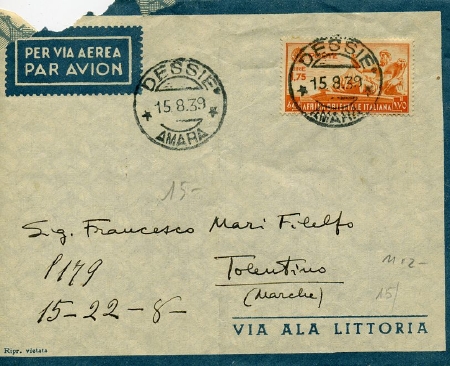 PER VIA AEREA
PAR AVION
DESSIE
15.8.39
AMARA
DESSIE
15.8.39
AMARA
1.75
AFRICA ORIENTALE ITALIANA
15-
Sig. Francesco Mari Filelfo
1179
Tolentino
(Marche)
15-22-8-
15/
VIA ALA LITTORIA
Ripr. vietata